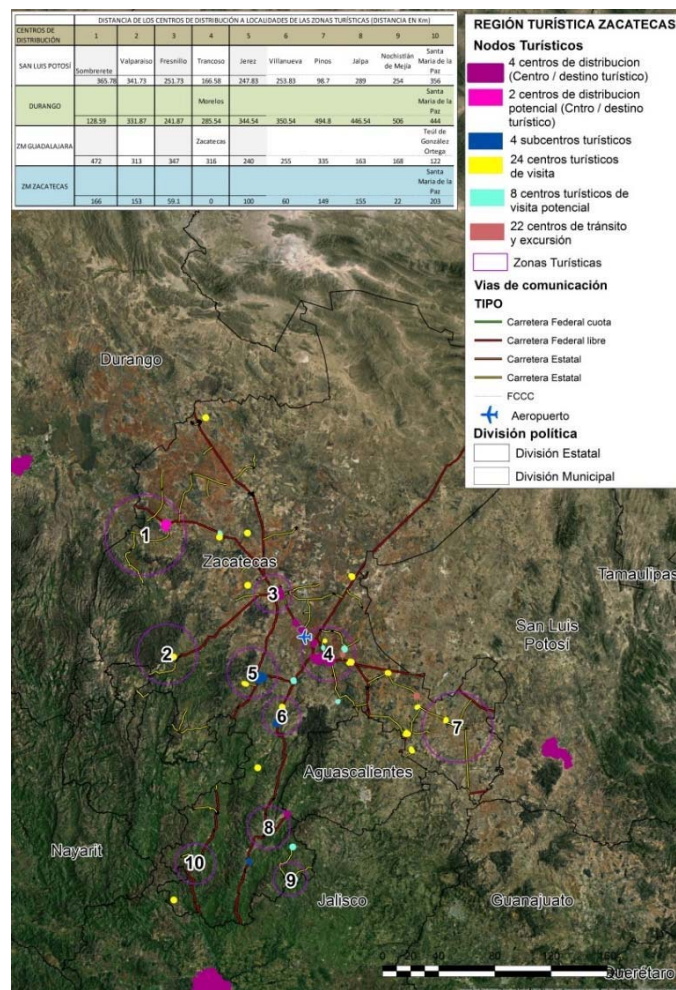 DISTANCIA DE LOS CENTROS DE DISTRIBUCIÓN A LOCALIDADES DE LAS ZONAS TURÍSTICAS (DISTANCIA EN Km)
CENTROS DE DISTRIBUCIÓN 1 2 3 4 5 6 7 8 9 10
SAN LUIS POTOSÍ Sombrerete Valparaiso Fresnillo Trancoso Jerez Villanueva Pinos Jalpa Nochistlán de Mejía Santa Maria de la Paz
365.78 341.73 251.73 166.58 247.83 253.83 98.7 289 254 356
DURANGO Morelos Santa Maria de la Paz
128.59 331.87 241.87 285.54 344.54 350.54 494.8 446.54 506 444
ZM GUADALAJARA Zacatecas Teúl de González Ortega
472 313 347 316 240 255 335 163 168 122
ZM ZACATECAS Santa Maria de la Paz
166 153 59.1 0 100 60 149 155 22 203
REGIÓN TURÍSTICA ZACATECAS
Nodos Turísticos
4 centros de distribucion
(Centro / destino turístico)
2 centros de distribucion
potencial (Cntro / destino
turístico)
4 subcentros turísticos
24 centros turísticos
de visita
8 centros turísticos de
visita potencial
22 centros de tránsito
y excursión
Zonas Turísticas
Vias de comunicación
TIPO
Carretera Federal cuota
Carretera Federal libre
Carretera Estatal
Carretera Estatal
FCCC
Aeropuerto
División política
División Estatal
División Municipal
Durango
1
Zacatecas
3
Tamaulipas
San Luis
Potosí
2
4
5
6
7
Aguascalientes
8
Nayarit
10
9
Jalisco
Guanajuato
0 20 40 80 120 160
Querétaro